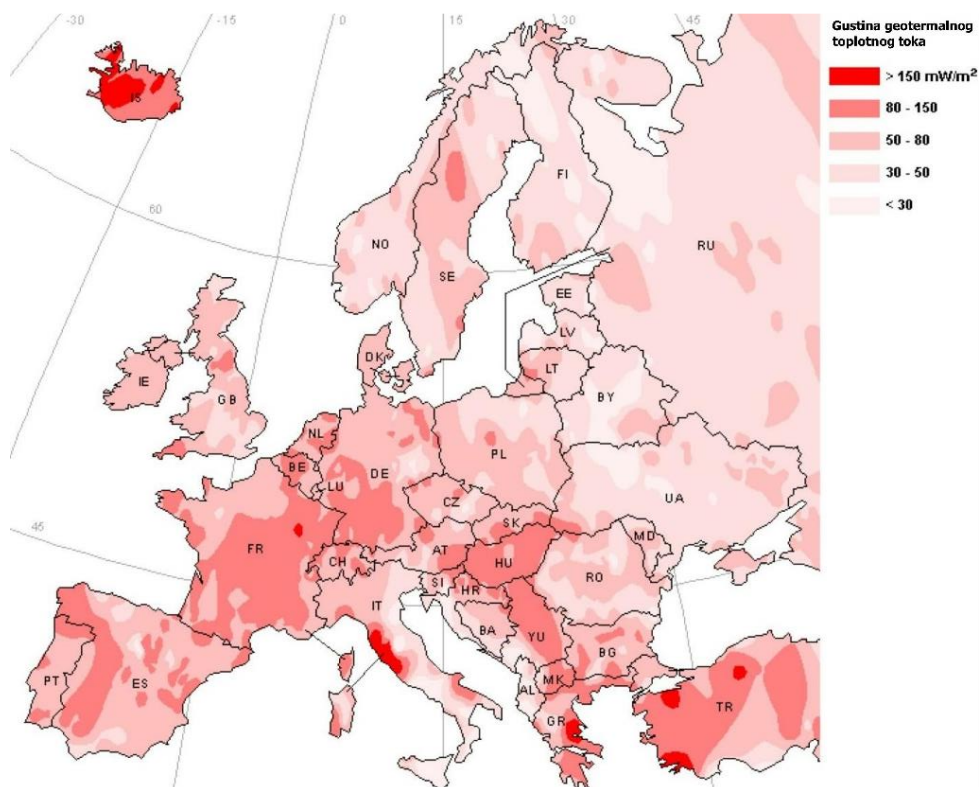 -30
-15
0
15
30
45
Gustina geotermalnog
toplotnog toka
> 150 mW/m²
80 - 150
50 - 80
30 - 50
< 30
IS
60
FI
NO
RU
SE
EE
LV
DK
LT
IE
GB
BY
NL
PL
BE
DE
LU
CZ
UA
45
SK
FR
AT
MD
CH
HU
RO
SI
HR
IT
BA
YU
BG
PT
ES
AL
MK
TR
GR